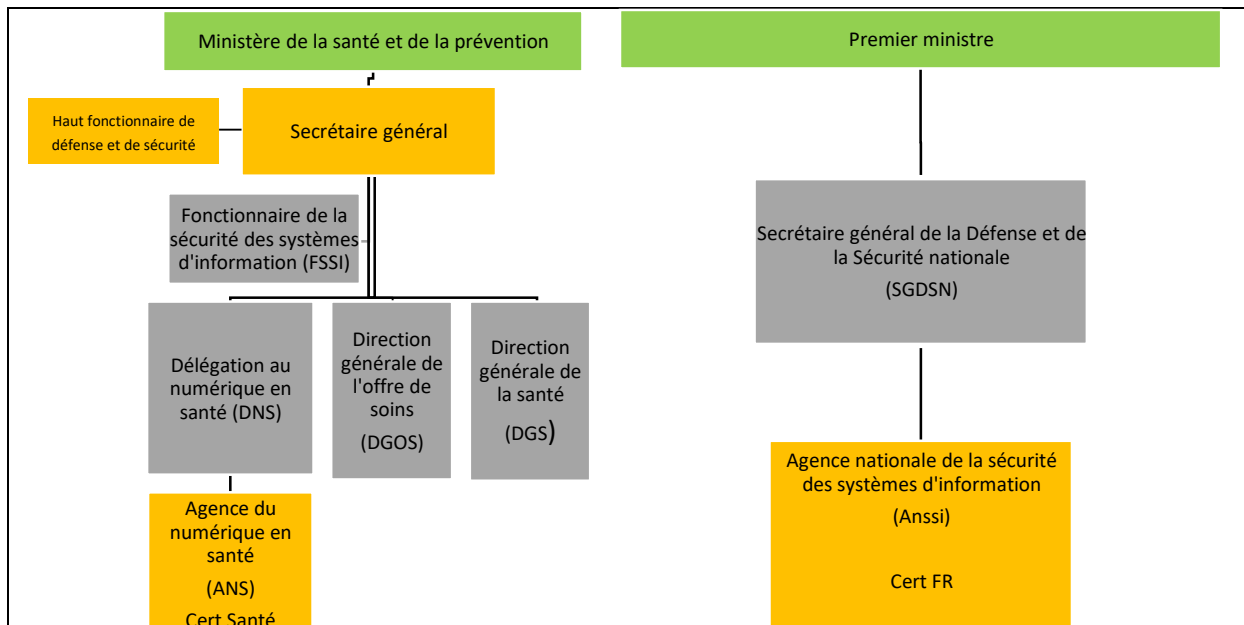 Ministère de la santé et de la prévention
Haut fonctionnaire de
défense et de sécurité
Secrétaire général
Fonctionnaire de la
sécurité des systèmes
d'information (FSSI)
Délégation au
numérique en
santé (DNS)
Direction
générale de
l'offre de
soins
(DGOS)
Direction
générale de
la santé
(DGS)
Agence du
numérique en
santé
(ANS)
Cert Santé
Premier ministre
Secrétaire général de la Défense et de
la Sécurité nationale
(SGDSN)
Agence nationale de la sécurité
des systèmes d'information
(Anssi)
Cert FR